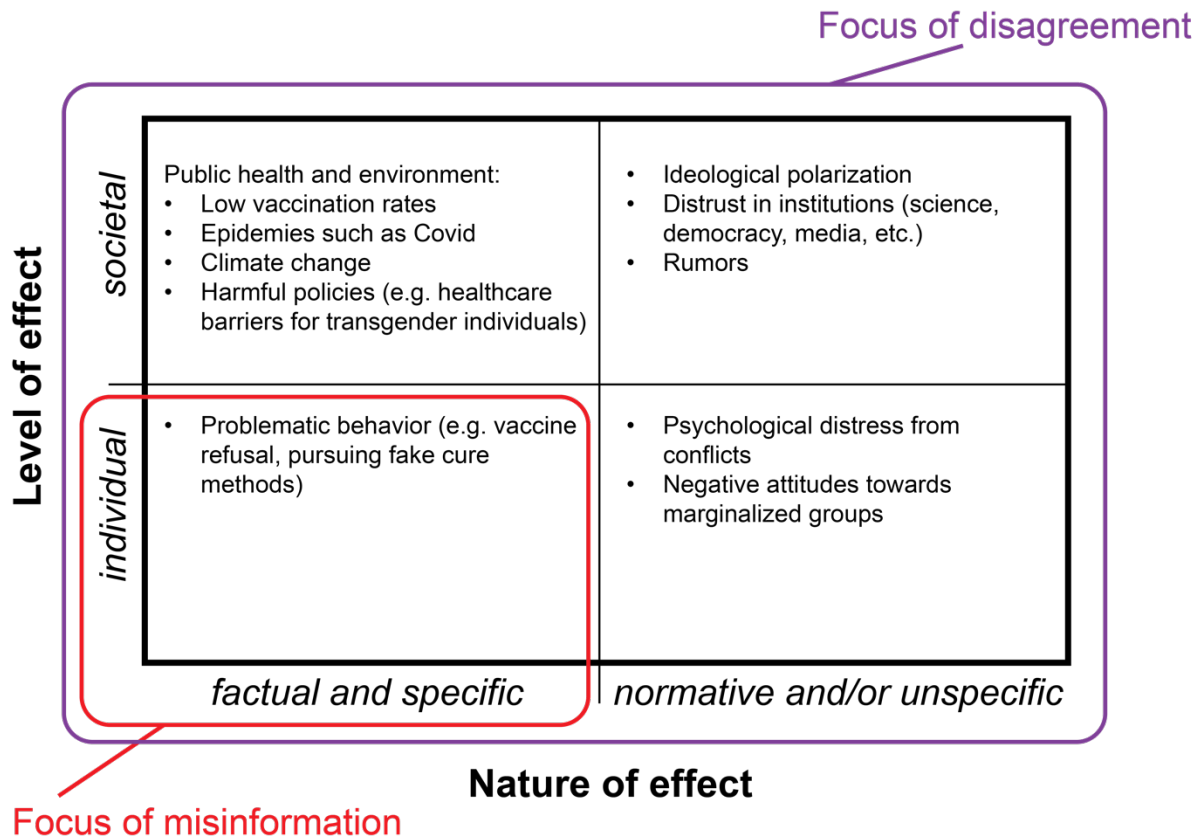 Focus of disagreement
Level of effect
societal
Public health and environment:
• Low vaccination rates
• Epidemies such as Covid
• Climate change
• Harmful policies (e.g. healthcare
barriers for transgender individuals)
• Ideological polarization
• Distrust in institutions (science,
democracy, media, etc.)
• Rumors
individual
• Problematic behavior (e.g. vaccine
refusal, pursuing fake cure
methods)
• Psychological distress from
conflicts
• Negative attitudes towards
marginalized groups
factual and specific
normative and/or unspecific
Nature of effect
Focus of misinformation